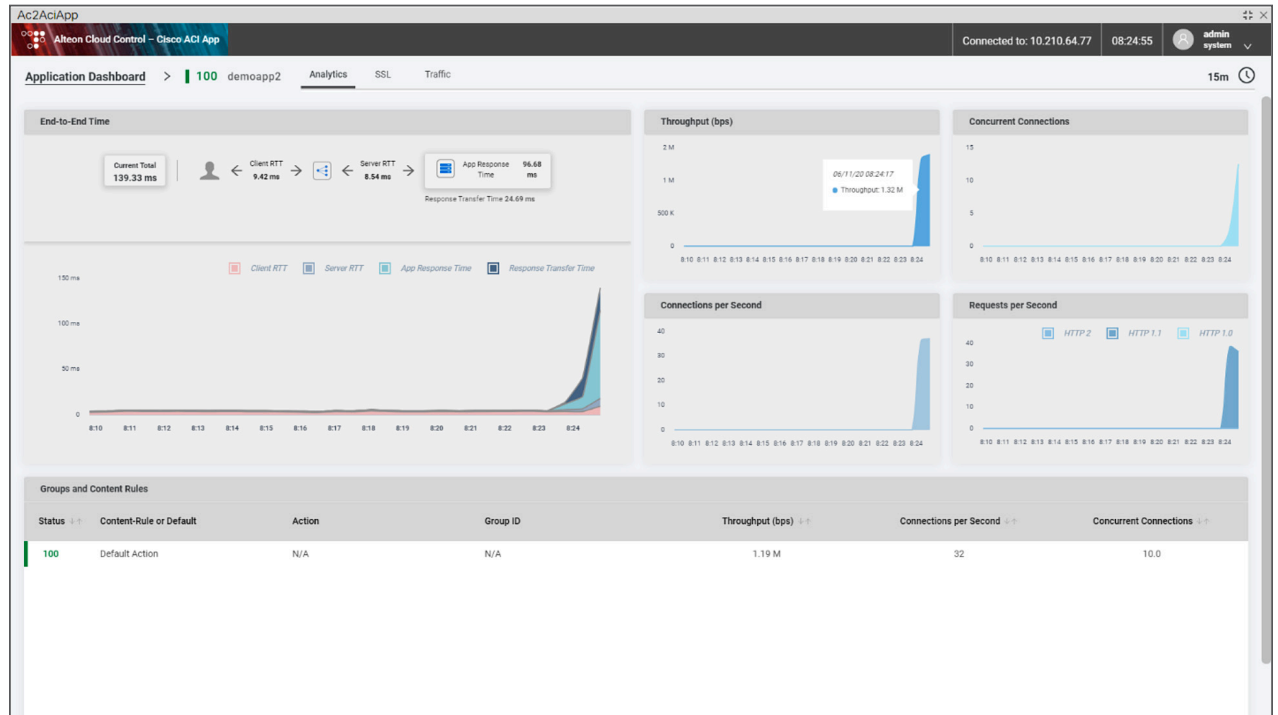 Ac2AciApp
Alteon Cloud Control – Cisco ACI App
Connected to: 10.210.64.77
08:24:55
admin
system
Application Dashboard > 100 demoapp2 Analytics SSL Traffic
15m
End-to-End Time
Current Total
139.33 ms
Client RTT
9.42 ms
Server RTT
8.54 ms
App Response Time
96.68 ms
Response Transfer Time 24.69 ms
Client RTT Server RTT App Response Time Response Transfer Time
150 ms
100 ms
50 ms
0
8:10 8:11 8:12 8:13 8:14 8:15 8:16 8:17 8:18 8:19 8:20 8:21 8:22 8:23 8:24
Throughput (bps)
2 M
1 M
500 K
0
06/11/20 08:24:17
Throughput: 1.32 M
8:10 8:11 8:12 8:13 8:14 8:15 8:16 8:17 8:18 8:19 8:20 8:21 8:22 8:23 8:24
Concurrent Connections
15
10
5
0
8:10 8:11 8:12 8:13 8:14 8:15 8:16 8:17 8:18 8:19 8:20 8:21 8:22 8:23 8:24
Connections per Second
40
30
20
10
0
8:10 8:11 8:12 8:13 8:14 8:15 8:16 8:17 8:18 8:19 8:20 8:21 8:22 8:23 8:24
Requests per Second
HTTP 2 HTTP 1.1 HTTP 1.0
40
30
20
10
0
8:10 8:11 8:12 8:13 8:14 8:15 8:16 8:17 8:18 8:19 8:20 8:21 8:22 8:23 8:24
Groups and Content Rules
Status Content-Rule or Default Action Group ID Throughput (bps) Connections per Second Concurrent Connections
100 Default Action N/A N/A 1.19 M 32 10.0